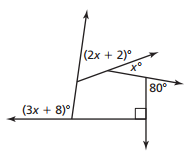 (2x + 2)°
x°
80°
(3x + 8)°